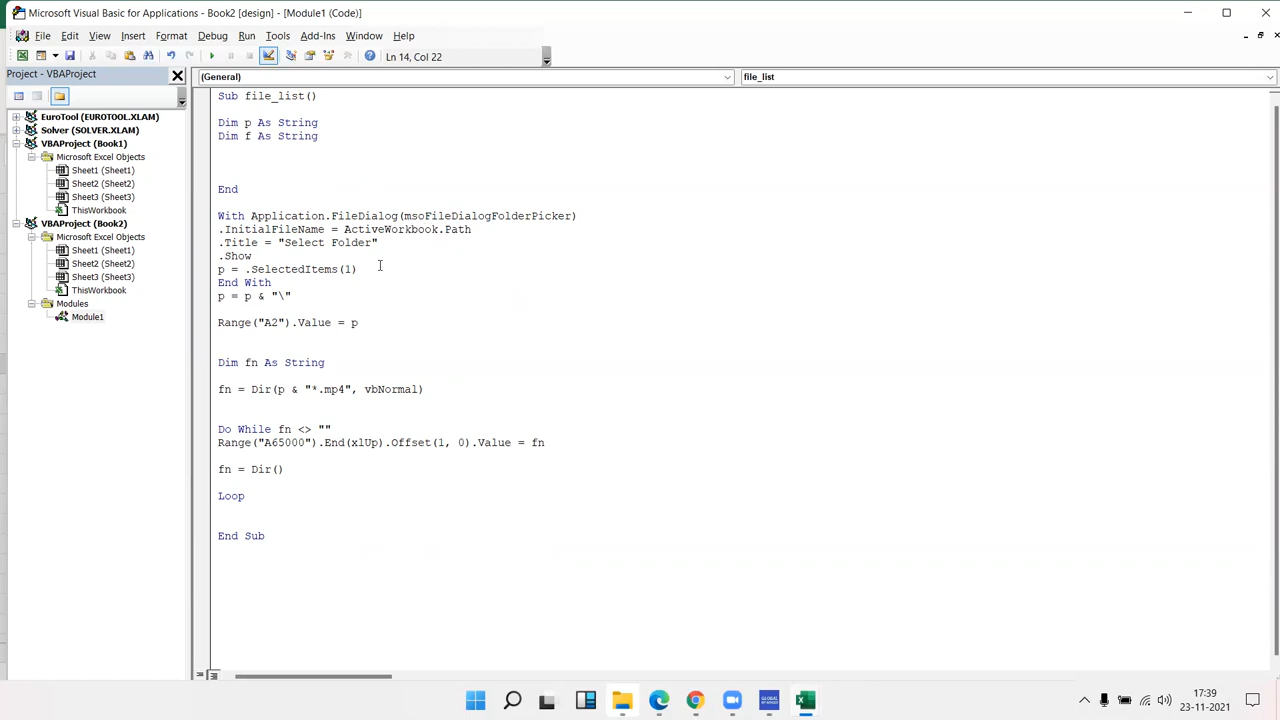 Microsoft Visual Basic for Applications - Book2 [design] - [Module1 (Code)]
File Edit View Insert Format Debug Run Tools Add-Ins Window Help
Ln 14, Col 22
Project - VBAProject
(General)
file_list
EuroTool (EUROTOOL.XLAM)
Solver (SOLVER.XLAM)
VBAProject (Book1)
Microsoft Excel Objects
Sheet1 (Sheet1)
Sheet2 (Sheet2)
Sheet3 (Sheet3)
ThisWorkbook
VBAProject (Book2)
Microsoft Excel Objects
Sheet1 (Sheet1)
Sheet2 (Sheet2)
Sheet3 (Sheet3)
ThisWorkbook
Modules
Module1
Sub file_list()
Dim p As String
Dim f As String
End
With Application.FileDialog(msoFileDialogFolderPicker)
.InitialFileName = ActiveWorkbook.Path
.Title = "Select Folder"
.Show
p = .SelectedItems(1)
End With
p = p & "\"
Range("A2").Value = p
Dim fn As String
fn = Dir(p & "*.mp4", vbNormal)
Do While fn <> ""
Range("A65000").End(xlUp).Offset(1, 0).Value = fn
fn = Dir()
Loop
End Sub
GLOBAL
17:39
23-11-2021